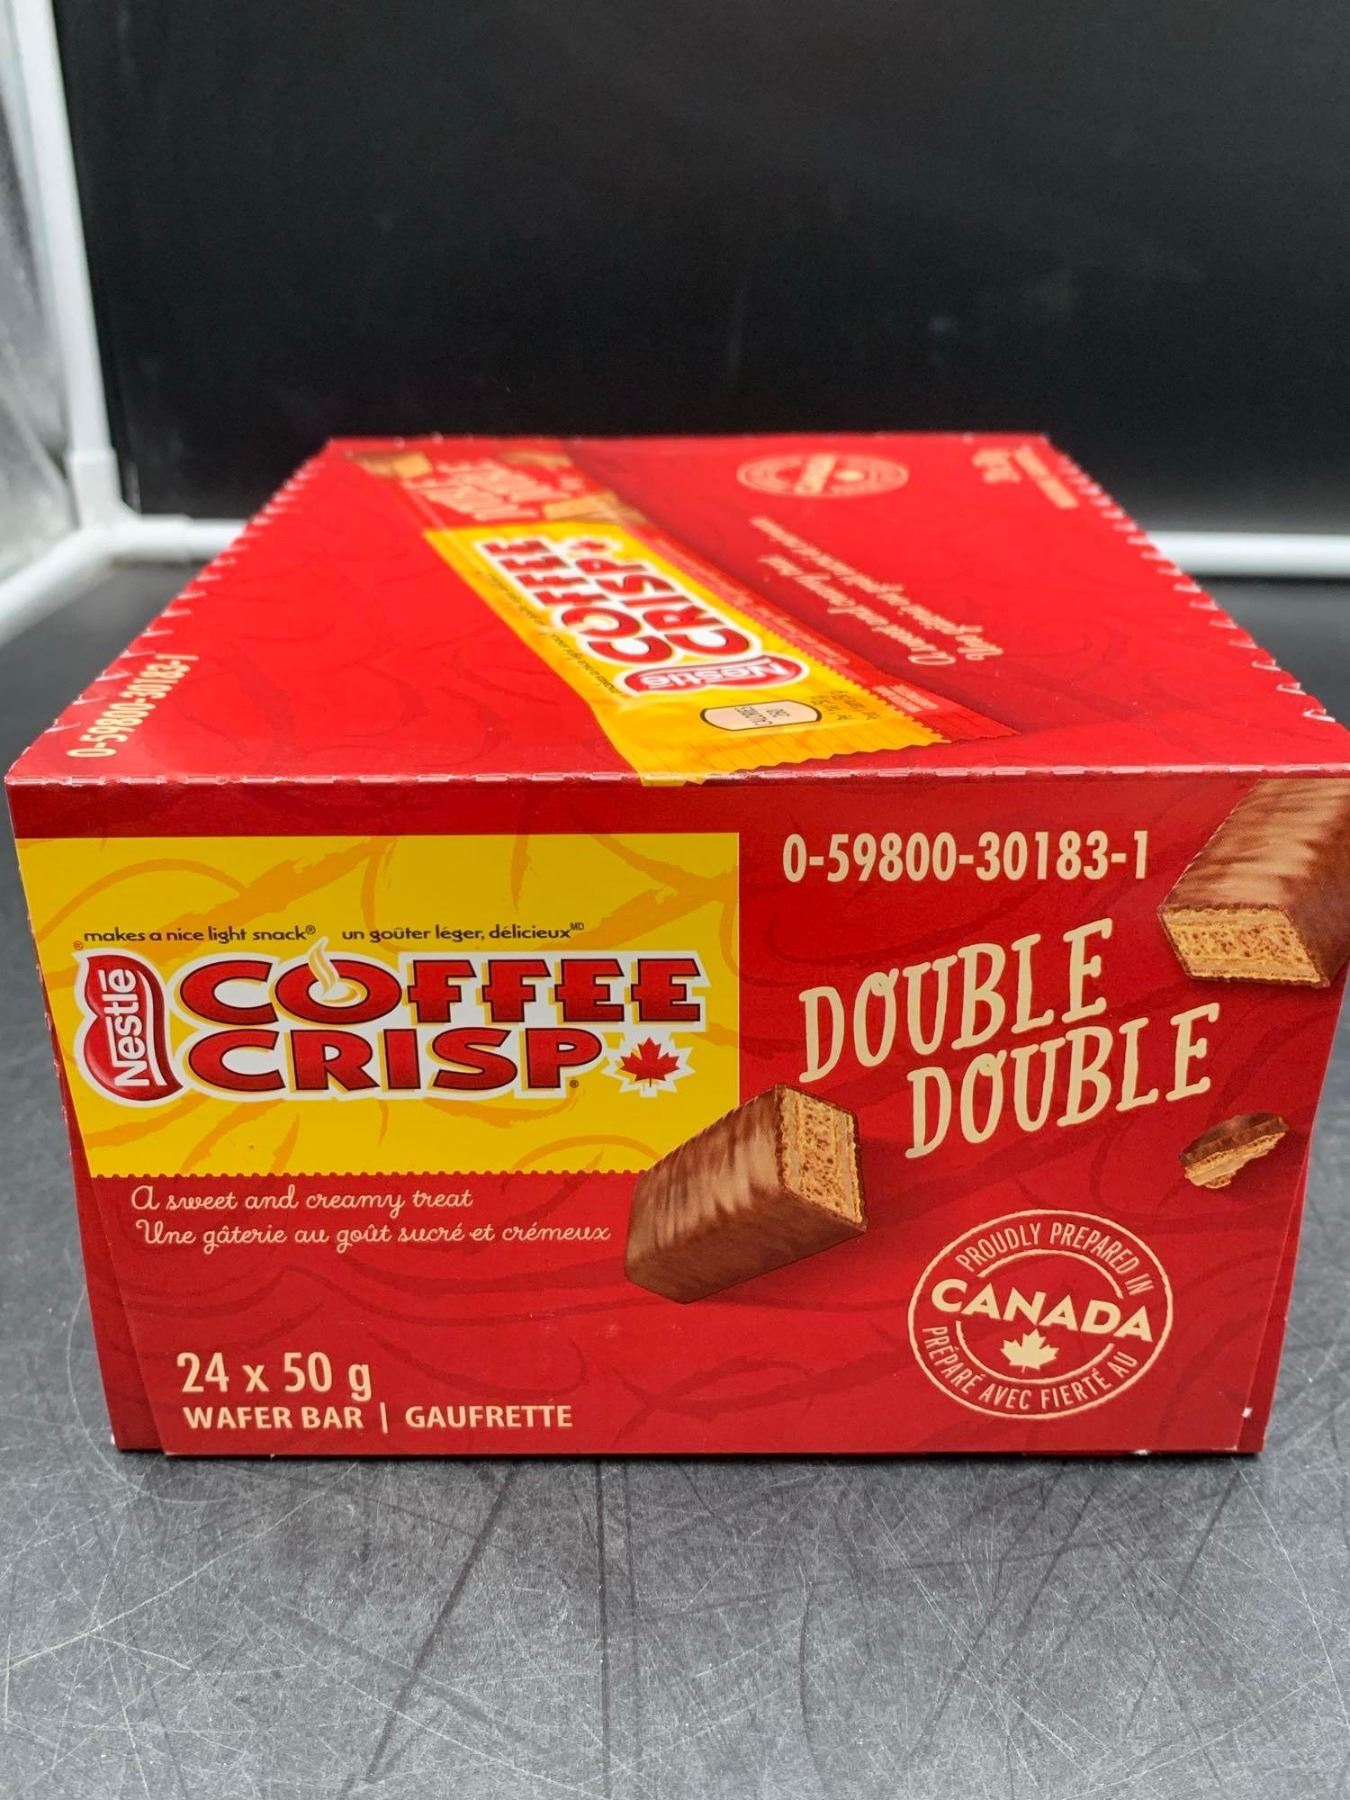 COFFEE
CRISP
Nestlé
0-59800-30183-1
0-59800-30183-1
makes a nice light snack® un goûter léger, délicieux MD
Nestlé®
COFFEE
CRISP®
DOUBLE
DOUBLE
A sweet and creamy treat
Une gâterie au goût sucré et crémeux
PROUDLY PREPARED IN
CANADA
PRÉPARÉ AVEC FIERTÉ AU
24 x 50 g
WAFER BAR | GAUFRETTE